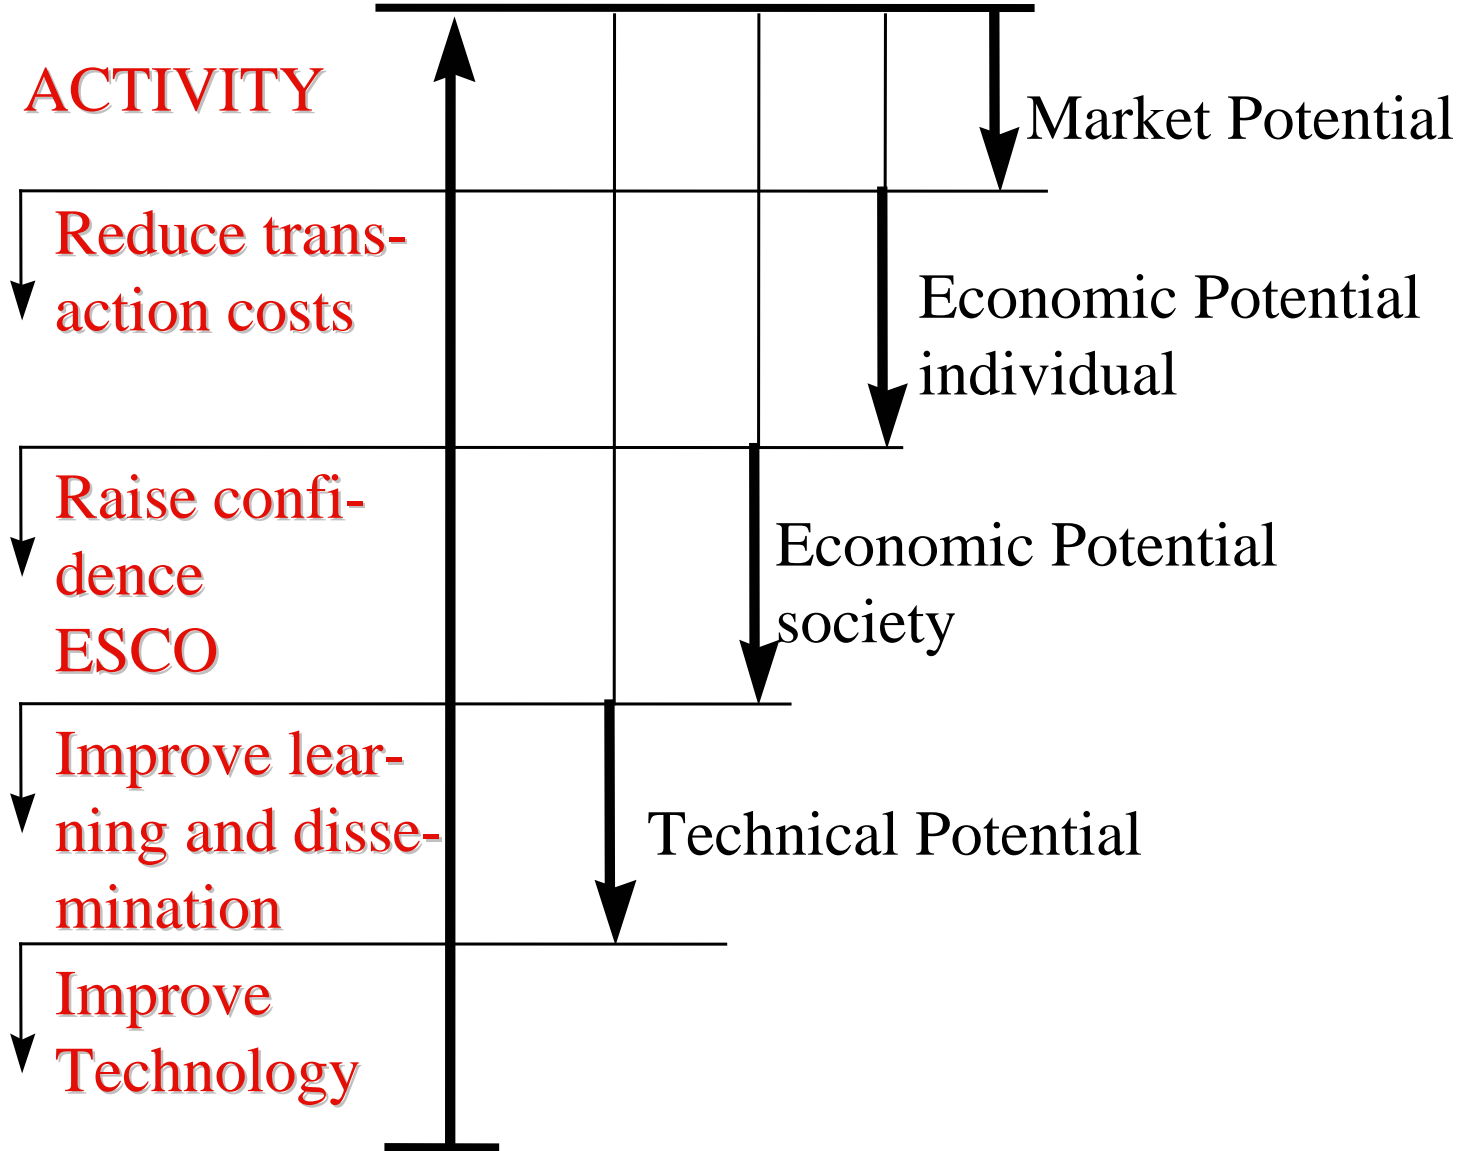 ACTIVITY
Market Potential
Reduce trans-
action costs
Economic Potential
individual
Raise confi-
dence
ESCO
Economic Potential
society
Improve lear-
ning and disse-
mination
Technical Potential
Improve
Technology